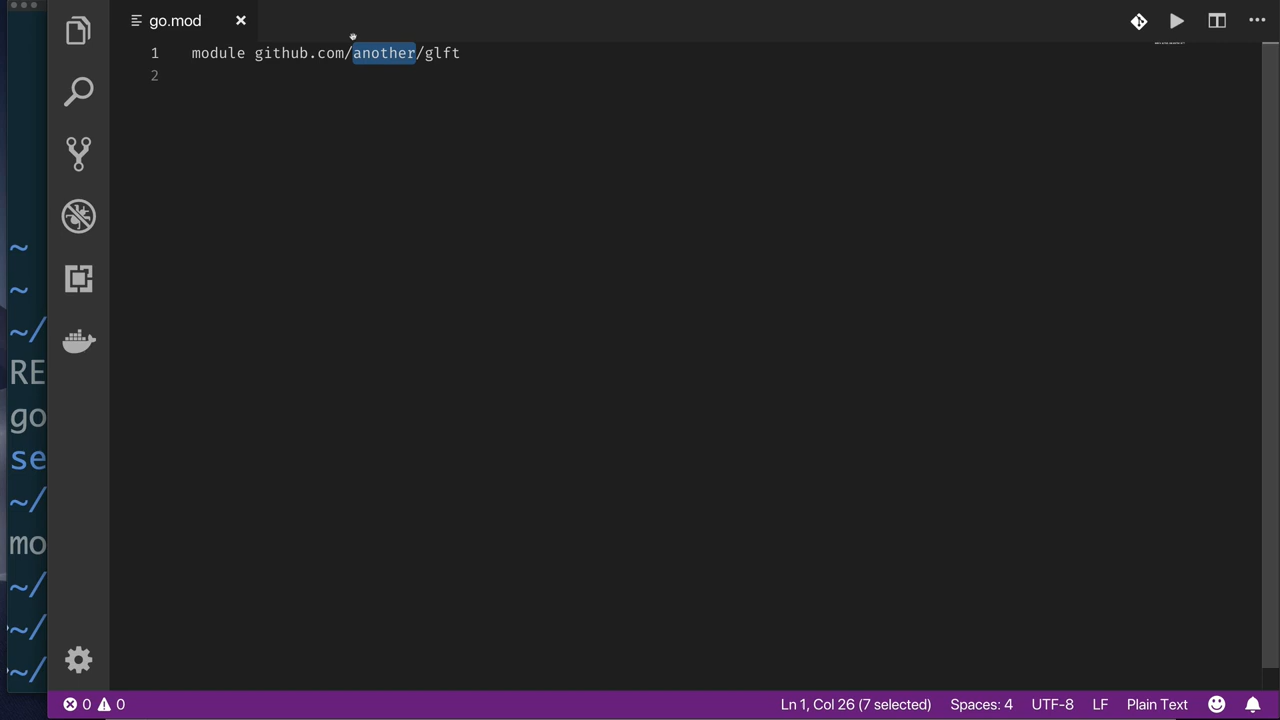 go.mod
1 module github.com/another/glft
2
~
~
~/
RE
go
se
~/
mo
~/
~/
~/
0 0 Ln 1, Col 26 (7 selected) Spaces: 4 UTF-8 LF Plain Text